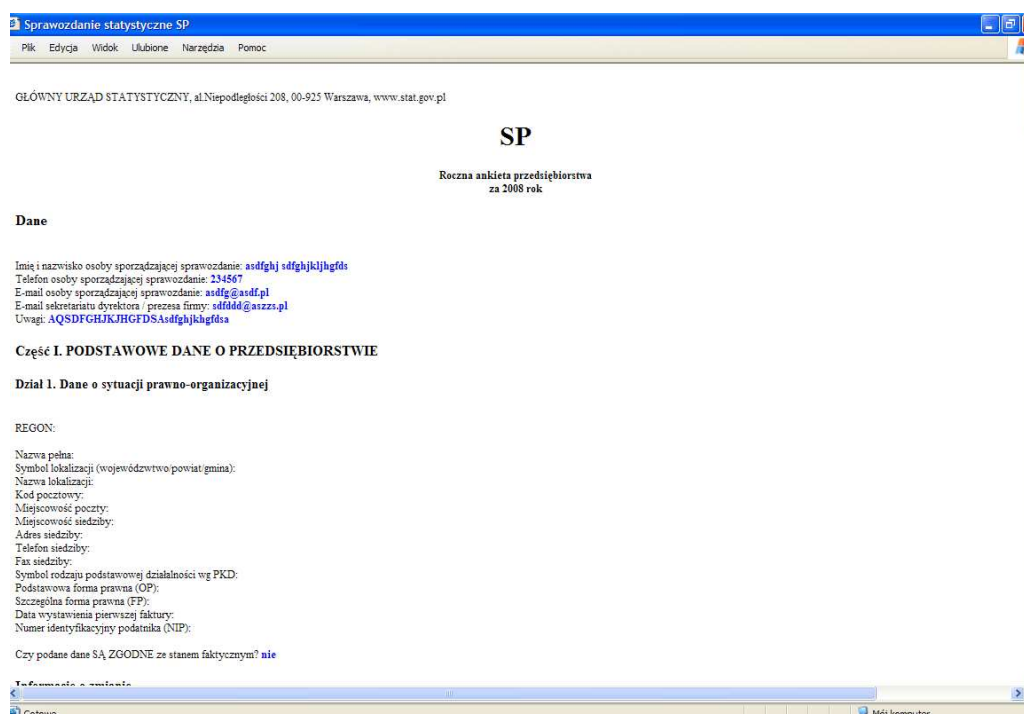 Sprawozdanie statystyczne SP
Plik Edycja Widok Ulubione Narzędzia Pomoc
GŁÓWNY URZĄD STATYSTYCZNY, al.Niepodległości 208, 00-925 Warszawa, www.stat.gov.pl
SP
Roczna ankieta przedsiębiorstwa
za 2008 rok
Dane
Imię i nazwisko osoby sporządzającej sprawozdanie: asdfghj sdfghjkljhgfds
Telefon osoby sporządzającej sprawozdanie: 234567
E-mail osoby sporządzającej sprawozdanie: asdfg@asdf.pl
E-mail sekretariatu dyrektora / prezesa firmy: sdfddd@aszzs.pl
Uwagi: AQSDFGHJKJHGFDSAsdfghjkhgfdsa
Część I. PODSTAWOWE DANE O PRZEDSIĘBIORSTWIE
Dział 1. Dane o sytuacji prawno-organizacyjnej
REGON:
Nazwa pełna:
Symbol lokalizacji (województwo/powiat/gmina):
Nazwa lokalizacji:
Kod pocztowy:
Miejscowość poczty:
Miejscowość siedziby:
Adres siedziby:
Telefon siedziby:
Fax siedziby:
Symbol rodzaju podstawowej działalności wg PKD:
Podstawowa forma prawna (OP):
Szczególna forma prawna (FP):
Data wystawienia pierwszej faktury:
Numer identyfikacyjny podatnika (NIP):
Czy podane dane SĄ ZGODNE ze stanem faktycznym? nie
Informacje o zmianie
Gotowe Mój komputer